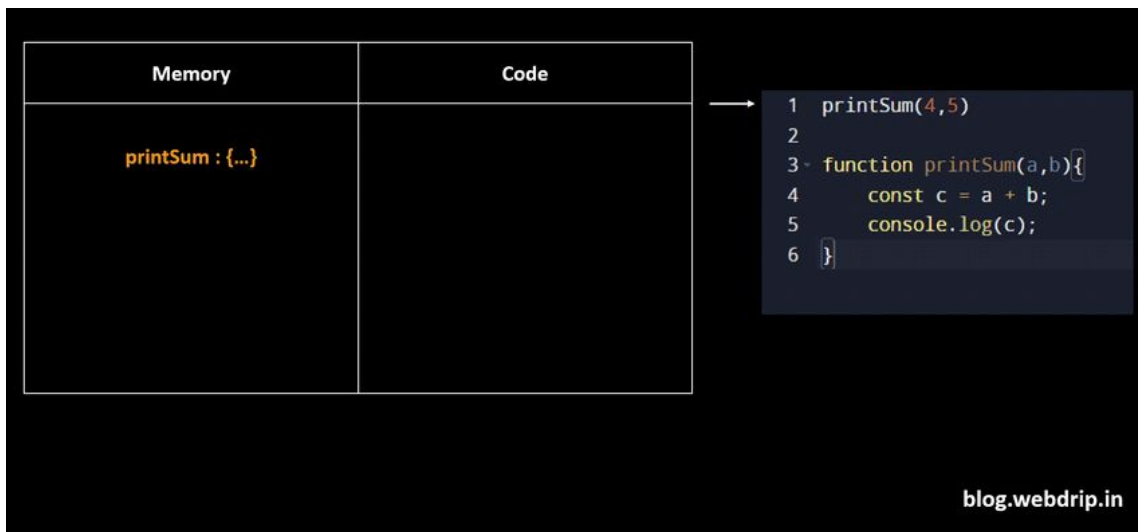 Memory
Code
printSum : {...}
1 printSum(4,5)
2
3 function printSum(a,b){
4     const c = a + b;
5     console.log(c);
6 }
blog.webdrip.in